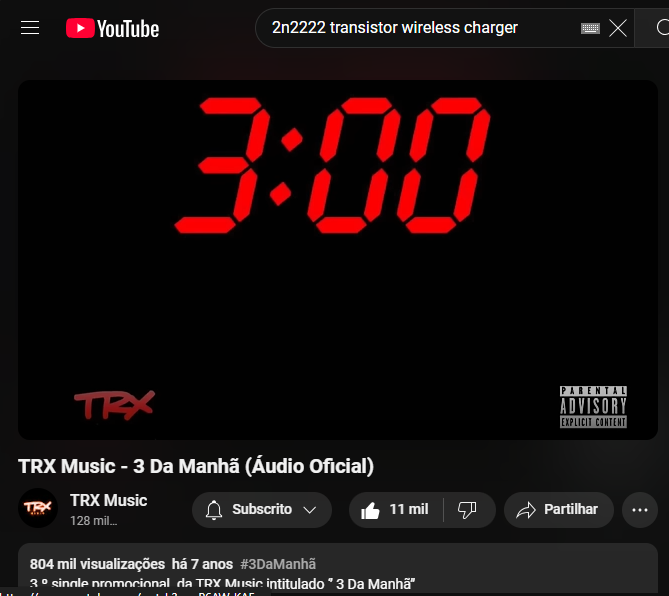 YouTube
2n2222 transistor wireless charger
3:00
TRX
PARENTAL
ADVISORY
EXPLICIT CONTENT
TRX Music - 3 Da Manhã (Áudio Oficial)
TRX
TRX Music
128 mil...
Subscrito
11 mil
Partilhar
804 mil visualizações há 7 anos #3DaManhã
3 º single promocional da TRX Music intitulado " 3 Da Manhã"